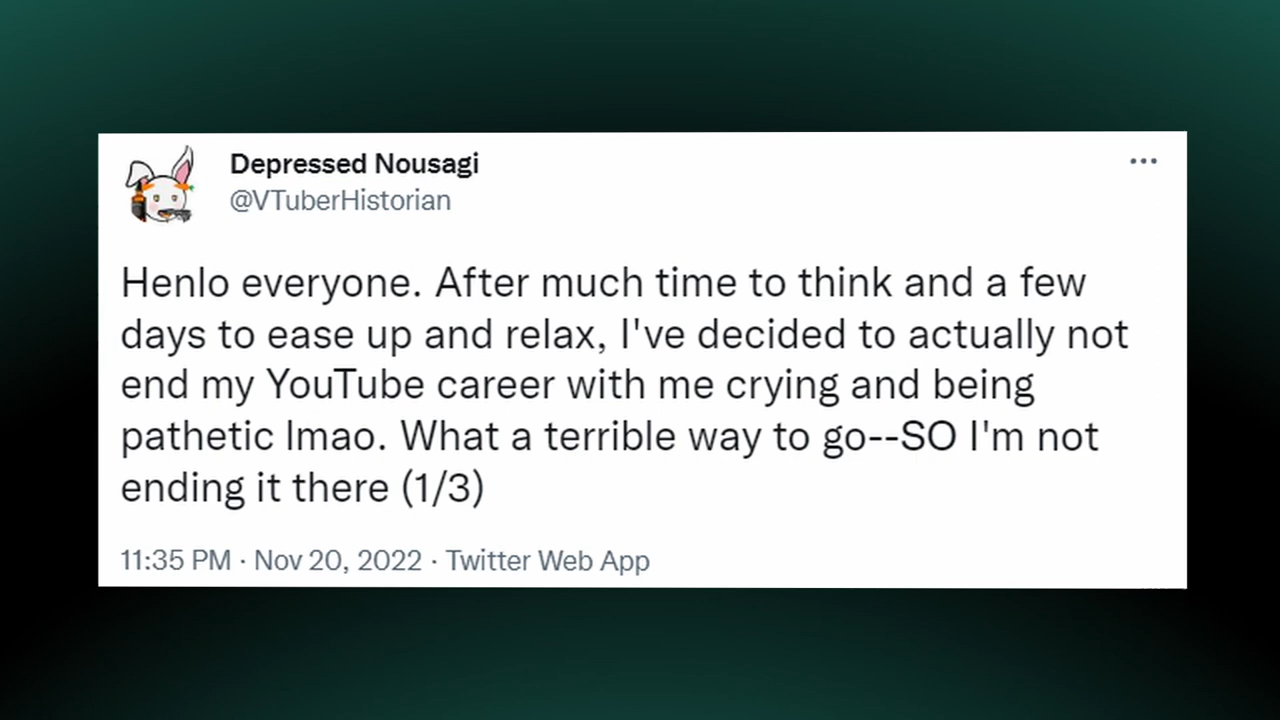 Depressed Nousagi
@VTuberHistorian
Henlo everyone. After much time to think and a few
days to ease up and relax, I've decided to actually not
end my YouTube career with me crying and being
pathetic lmao. What a terrible way to go--SO I'm not
ending it there (1/3)
11:35 PM · Nov 20, 2022 · Twitter Web App